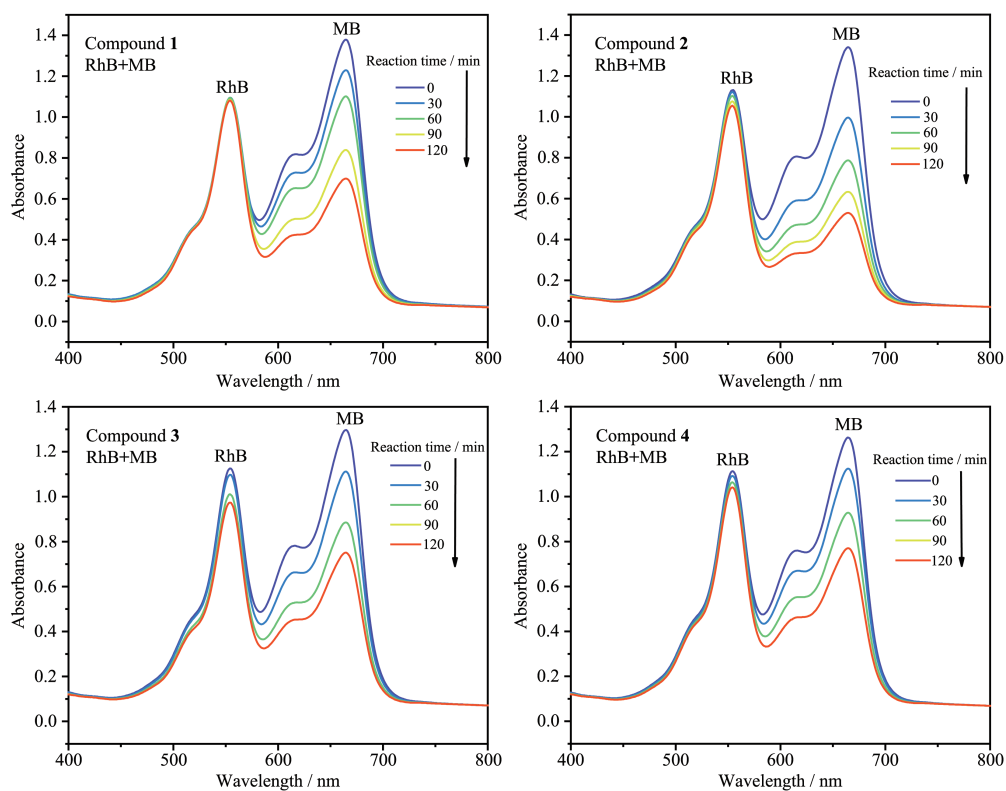 Compound 1
RhB+MB
RhB
MB
Reaction time / min
0
30
60
90
120
1.4
1.2
1.0
0.8
0.6
0.4
0.2
0.0
Absorbance
400
500
600
700
800
Wavelength / nm
Compound 2
RhB+MB
RhB
MB
Reaction time / min
0
30
60
90
120
1.4
1.2
1.0
0.8
0.6
0.4
0.2
0.0
Absorbance
400
500
600
700
800
Wavelength / nm
Compound 3
RhB+MB
RhB
MB
Reaction time / min
0
30
60
90
120
1.4
1.2
1.0
0.8
0.6
0.4
0.2
0.0
Absorbance
400
500
600
700
800
Wavelength / nm
Compound 4
RhB+MB
RhB
MB
Reaction time / min
0
30
60
90
120
1.4
1.2
1.0
0.8
0.6
0.4
0.2
0.0
Absorbance
400
500
600
700
800
Wavelength / nm